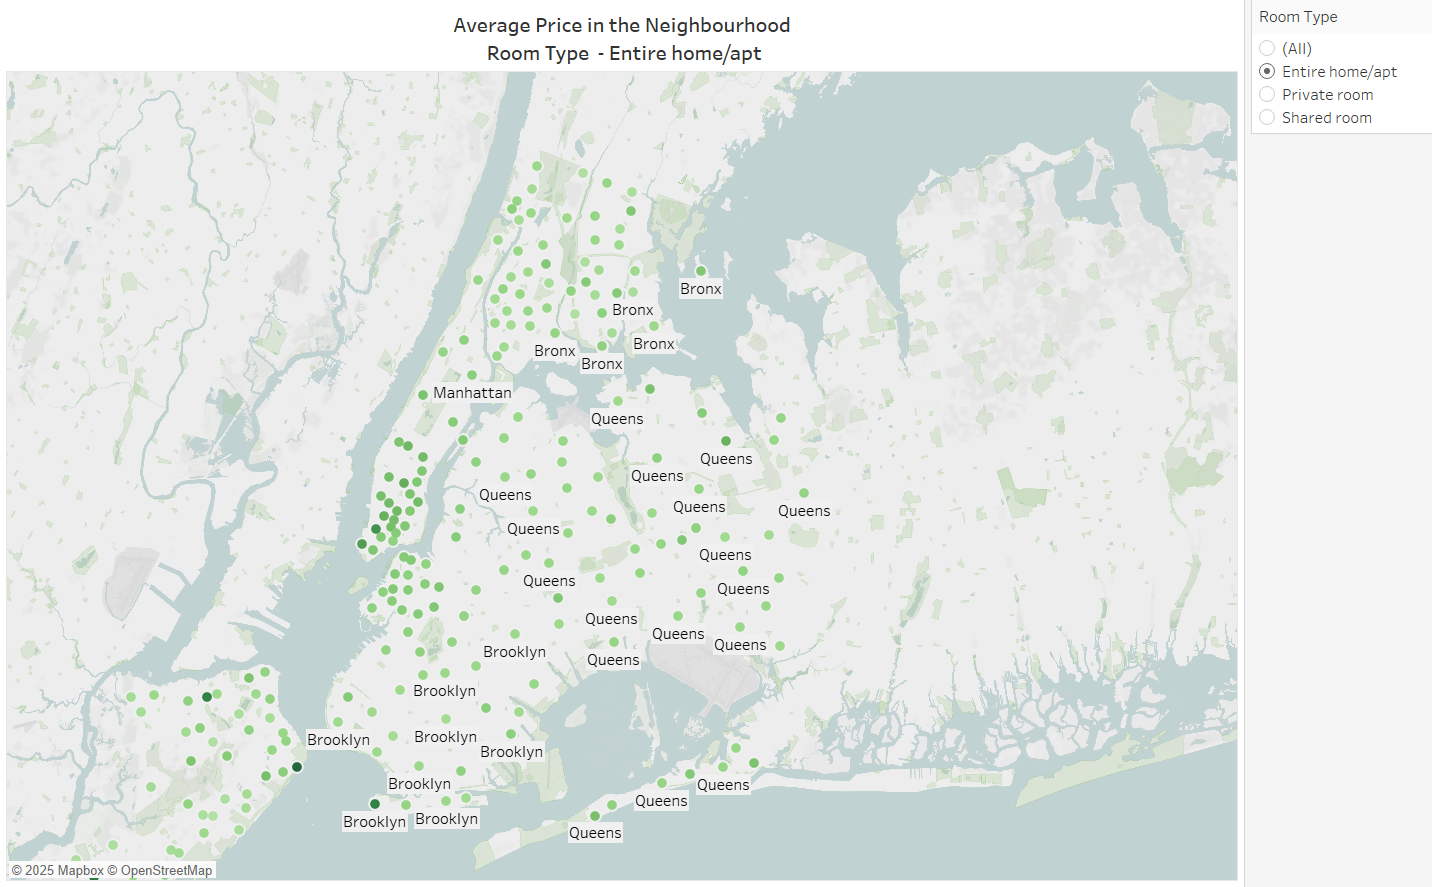 Average Price in the Neighbourhood
Room Type - Entire home/apt
Room Type
(All)
Entire home/apt
Private room
Shared room
Bronx
Bronx
Bronx
Bronx
Bronx
Manhattan
Queens
Queens
Queens
Queens
Queens
Queens
Queens
Queens
Queens
Queens
Queens
Queens
Queens
Brooklyn
Queens
Brooklyn
Brooklyn
Brooklyn
Brooklyn
Brooklyn
Queens
Queens
Brooklyn
Brooklyn
Queens
© 2025 Mapbox © OpenStreetMap